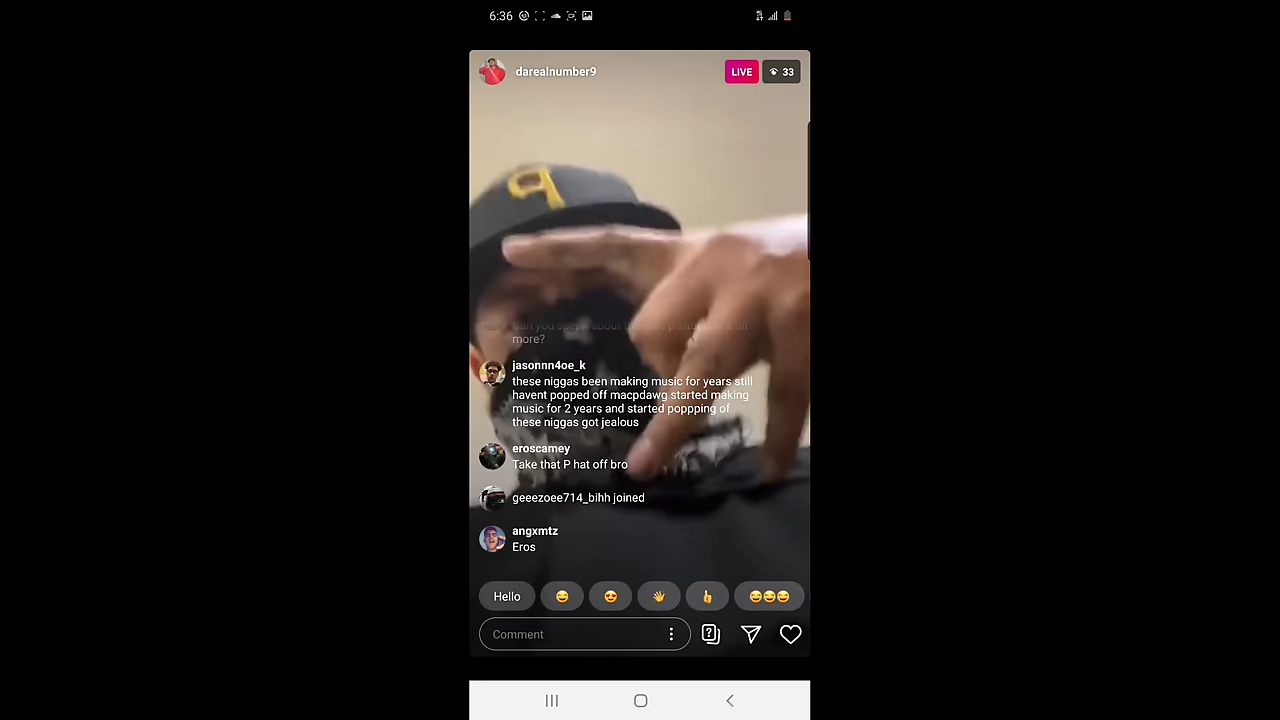 6:36
darealnumber9
LIVE
33
P
more?
jasonnn4oe_k
these niggas been making music for years still
havent popped off macpdawg started making
music for 2 years and started poppping of
these niggas got jealous
eroscamey
Take that P hat off bro
geeezoee714_bihh joined
angxmtz
Eros
Hello
Comment